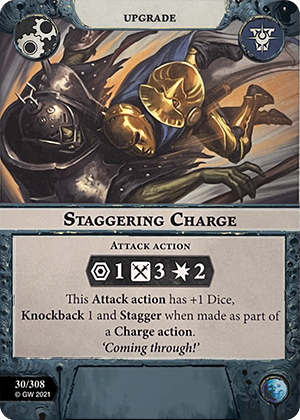 UPGRADE
STAGGERING CHARGE
ATTACK ACTION
1 3 2
This Attack action has +1 Dice,
Knockback 1 and Stagger when made as part
of a Charge action.
‘Coming through!’
30/308
© GW 2021